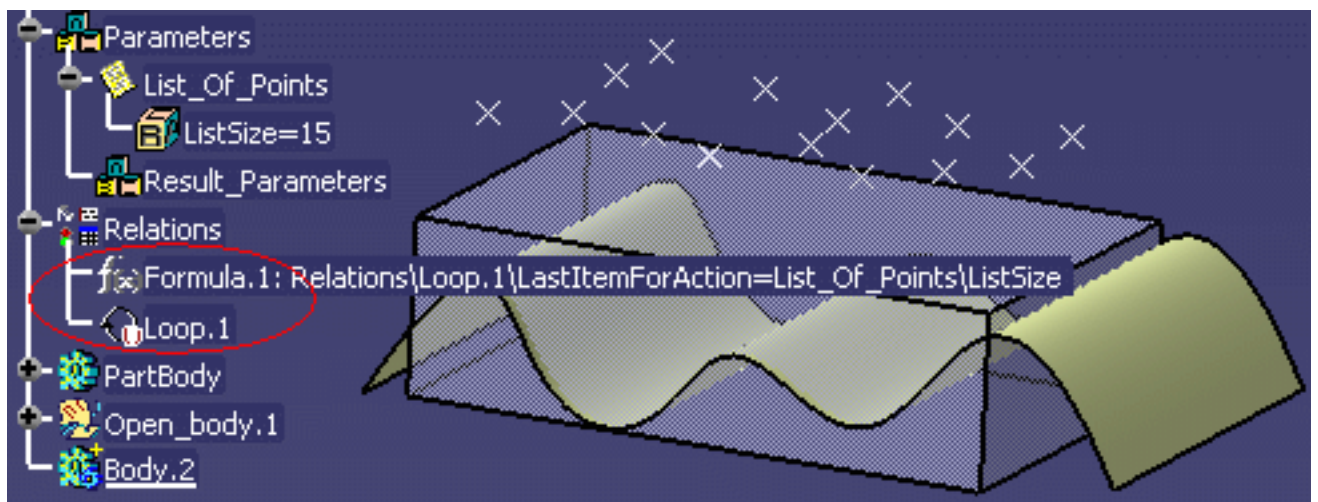 Parameters
List_Of_Points
ListSize=15
Result_Parameters
Relations
Formula.1: Relations\Loop.1\LastItemForAction=List_Of_Points\ListSize
Loop.1
PartBody
Open_body.1
Body.2